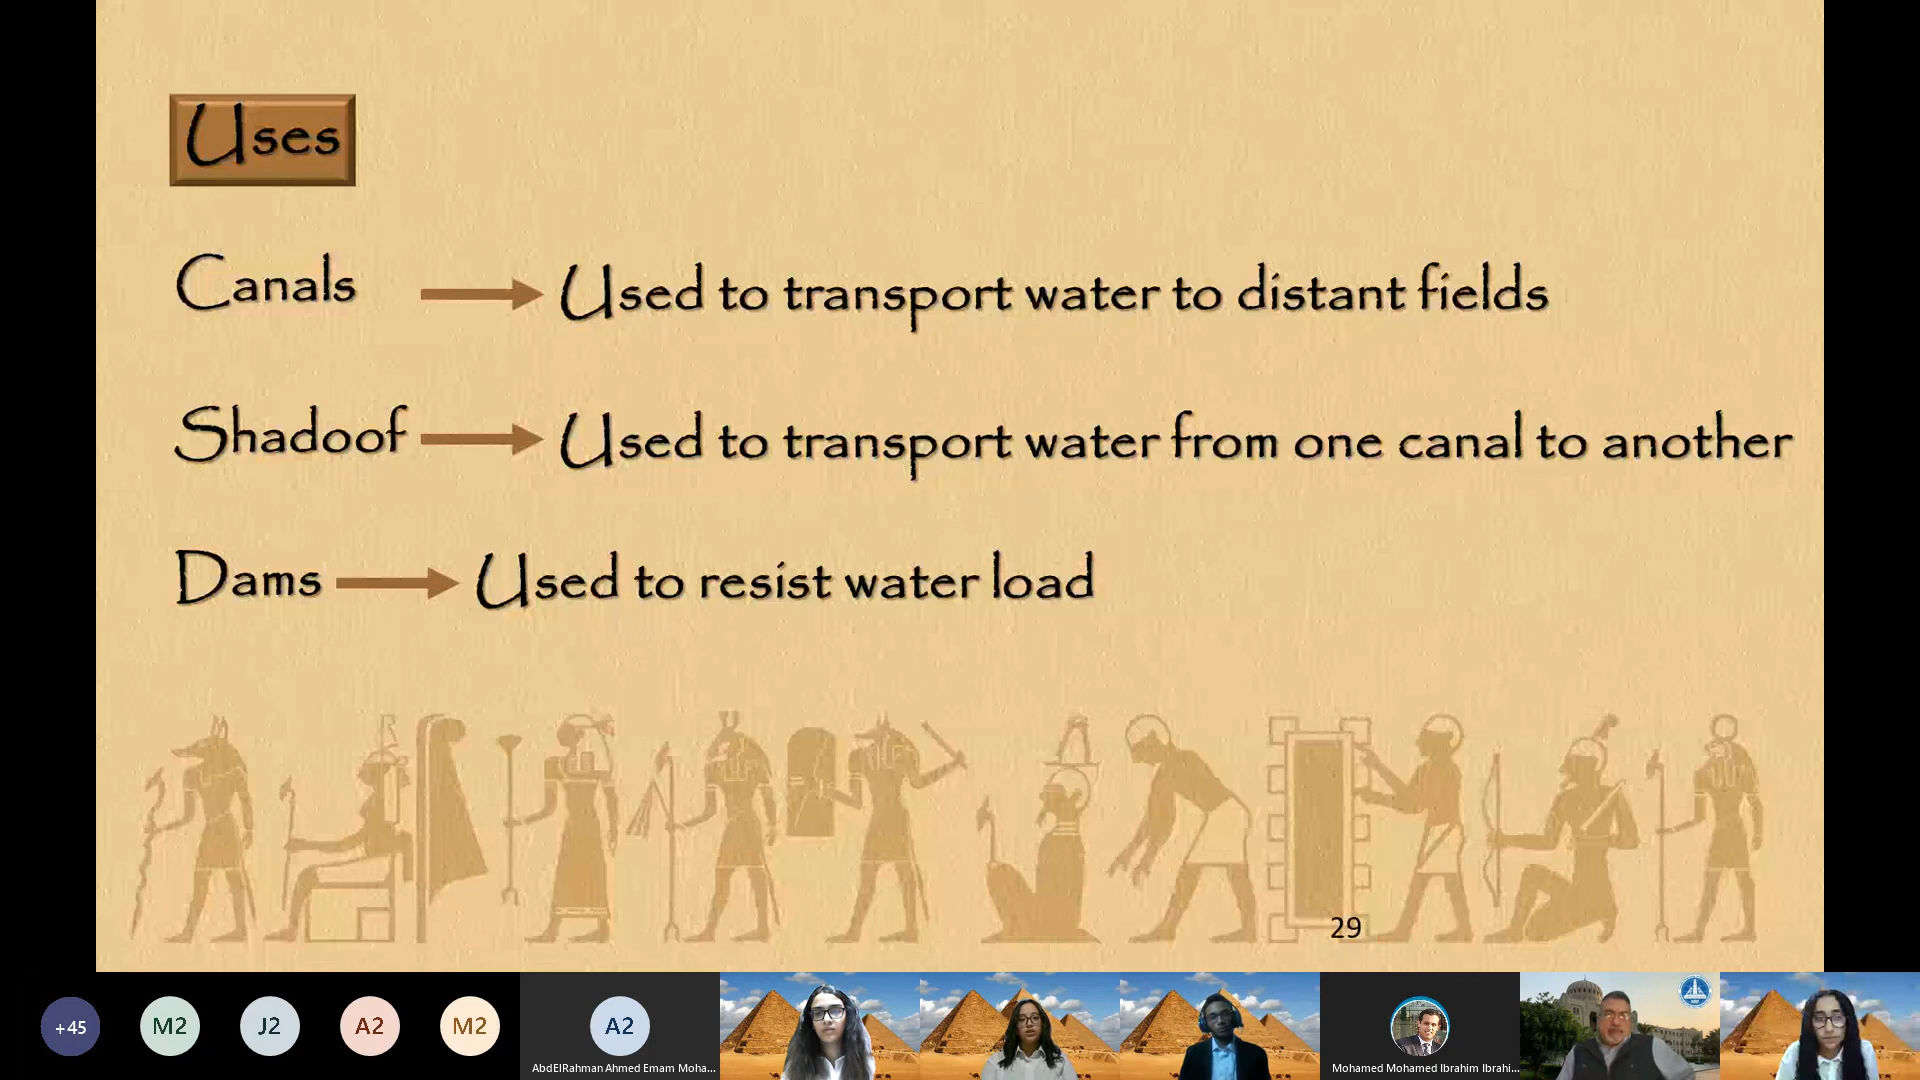 Uses
Canals Used to transport water to distant fields
Shadoof Used to transport water from one canal to another
Dams Used to resist water load
29
+45 M2 J2 A2 M2 A2
AbdElRahman Ahmed Emam Moha... Mohamed Mohamed Ibrahim Ibrahi...